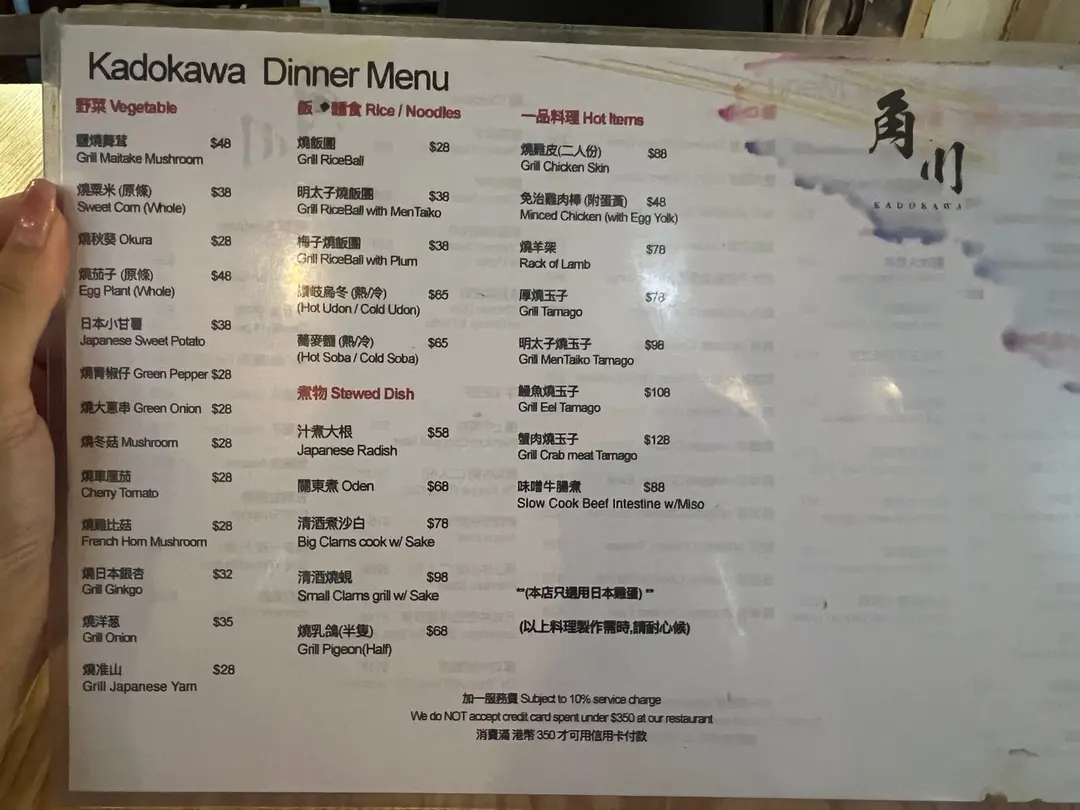 Kadokawa Dinner Menu
野菜 Vegetable
鹽燒舞茸 $48
Grill Maitake Mushroom
燒粟米 (原條) $38
Sweet Corn (Whole)
燒秋葵 Okura $28
燒茄子 (原條) $48
Egg Plant (Whole)
日本小甘薯 $38
Japanese Sweet Potato
燒青椒仔 Green Pepper $28
燒大蔥串 Green Onion $28
燒冬菇 Mushroom $28
燒車厘茄 $28
Cherry Tomato
燒雞比菇 $28
French Horn Mushroom
燒日本銀杏 $32
Grill Ginkgo
燒洋葱 $35
Grill Onion
燒准山 $28
Grill Japanese Yam
飯 麵食 Rice / Noodles
燒飯團 $28
Grill RiceBall
明太子燒飯團 $38
Grill RiceBall with MenTaiko
梅子燒飯團 $38
Grill RiceBall with Plum
讚岐烏冬 (熱/冷) $65
(Hot Udon / Cold Udon)
蕎麥麵 (熱/冷) $65
(Hot Soba / Cold Soba)
煮物 Stewed Dish
汁煮大根 $58
Japanese Radish
關東煮 Oden $68
清酒煮沙白 $78
Big Clams cook w/ Sake
清酒燒蜆 $98
Small Clams grill w/ Sake
燒乳鴿(半隻) $68
Grill Pigeon(Half)
一品料理 Hot Items
燒雞皮(二人份) $88
Grill Chicken Skin
免治雞肉棒 (附蛋黃) $48
Minced Chicken (with Egg Yolk)
燒羊架 $78
Rack of Lamb
厚燒玉子 $78
Grill Tamago
明太子燒玉子 $98
Grill MenTaiko Tamago
鰻魚燒玉子 $108
Grill Eel Tamago
蟹肉燒玉子 $128
Grill Crab meat Tamago
味噌牛腸煮 $88
Slow Cook Beef Intestine w/Miso
**(本店只選用日本雞蛋) **
(以上料理製作需時,請耐心候)
加一服務費 Subject to 10% service charge
We do NOT accept credit card spent under $350 at our restaurant
消費滿 港幣 350 才可用信用卡付款
角川
KADOKAWA